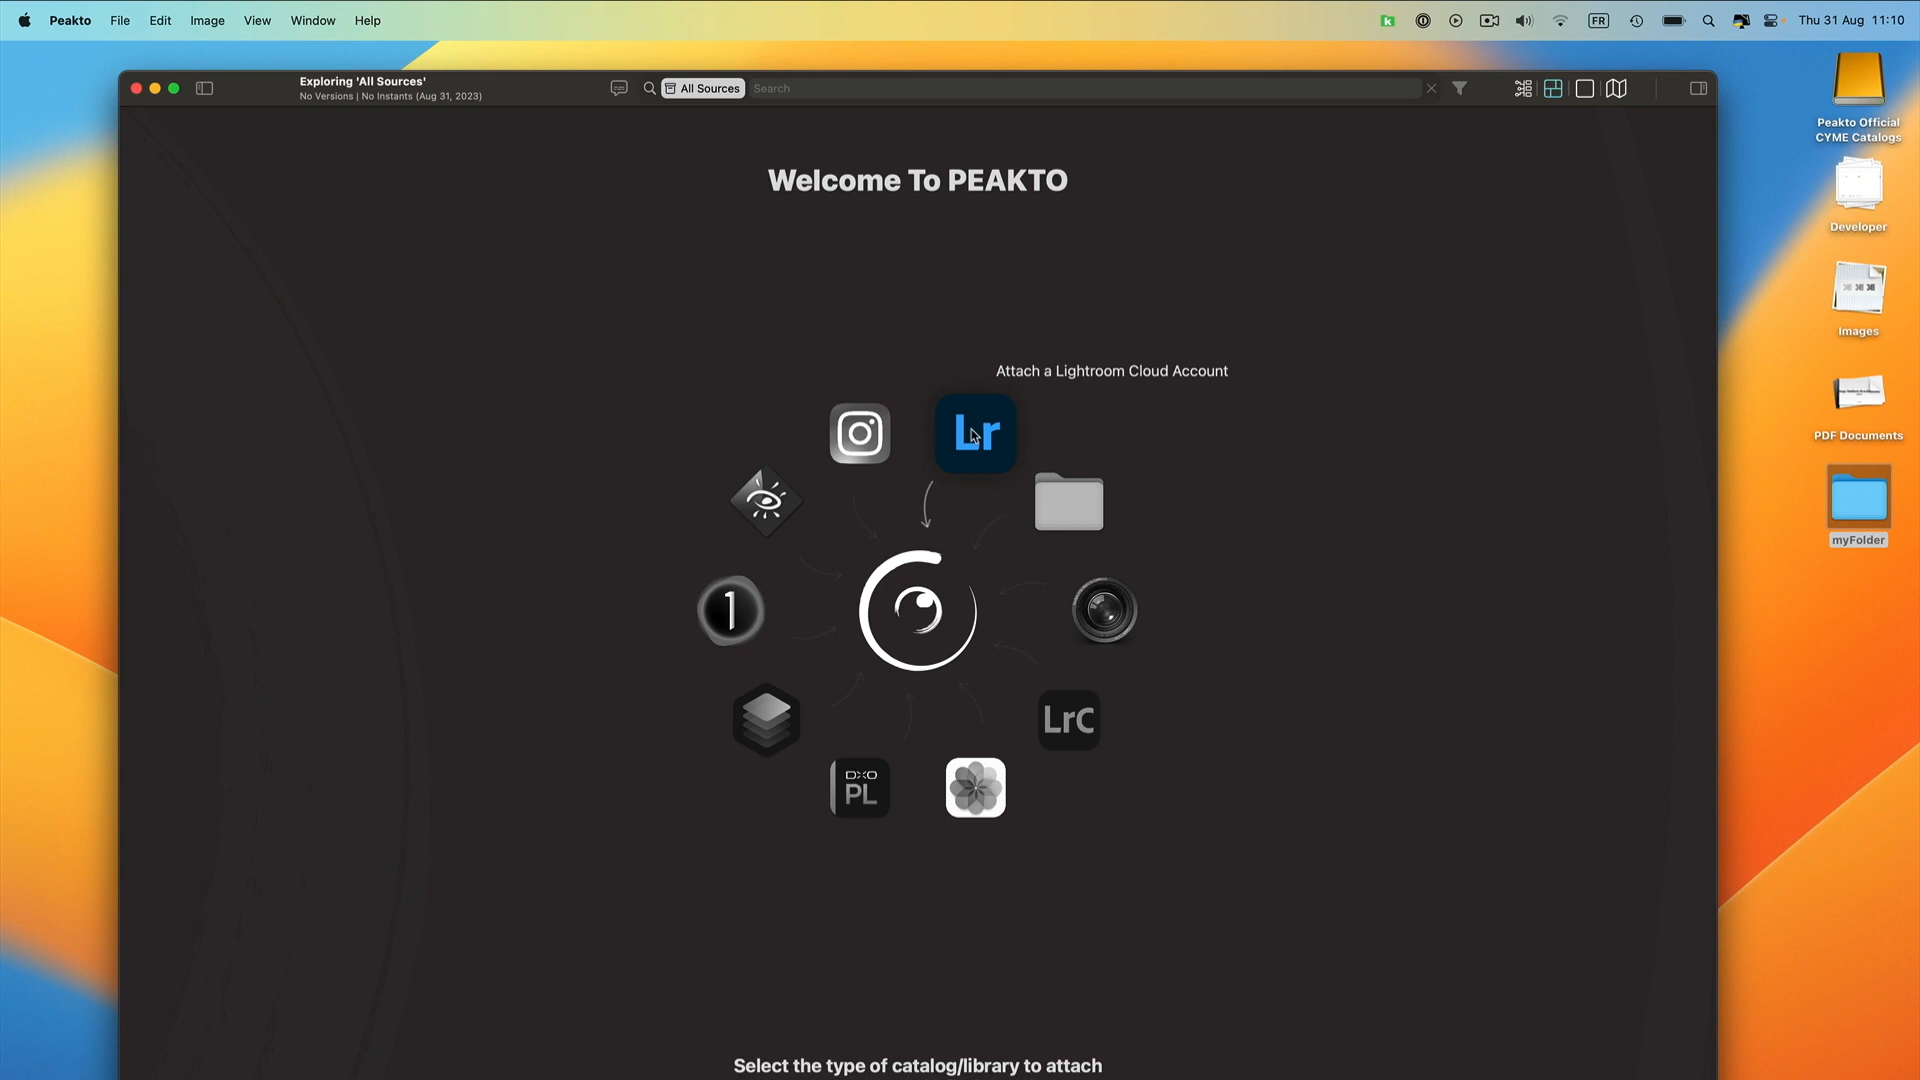 Peakto File Edit Image View Window Help
FR Thu 31 Aug 11:10
Exploring 'All Sources'
No Versions | No Instants (Aug 31, 2023)
All Sources Search
Peakto Official
CYME Catalogs
Developer
Images
PDF Documents
myFolder
Welcome To PEAKTO
Attach a Lightroom Cloud Account
Lr
1
LrC
DXO
PL
Select the type of catalog/library to attach